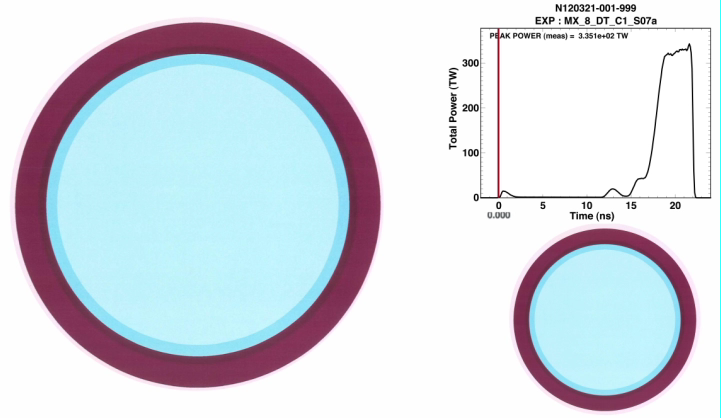 N120321-001-999
EXP : MX_8_DT_C1_S07a
PEAK POWER (meas) = 3.351e+02 TW
Total Power (TW)
300
200
100
0
0 5 10 15 20
0.000
Time (ns)